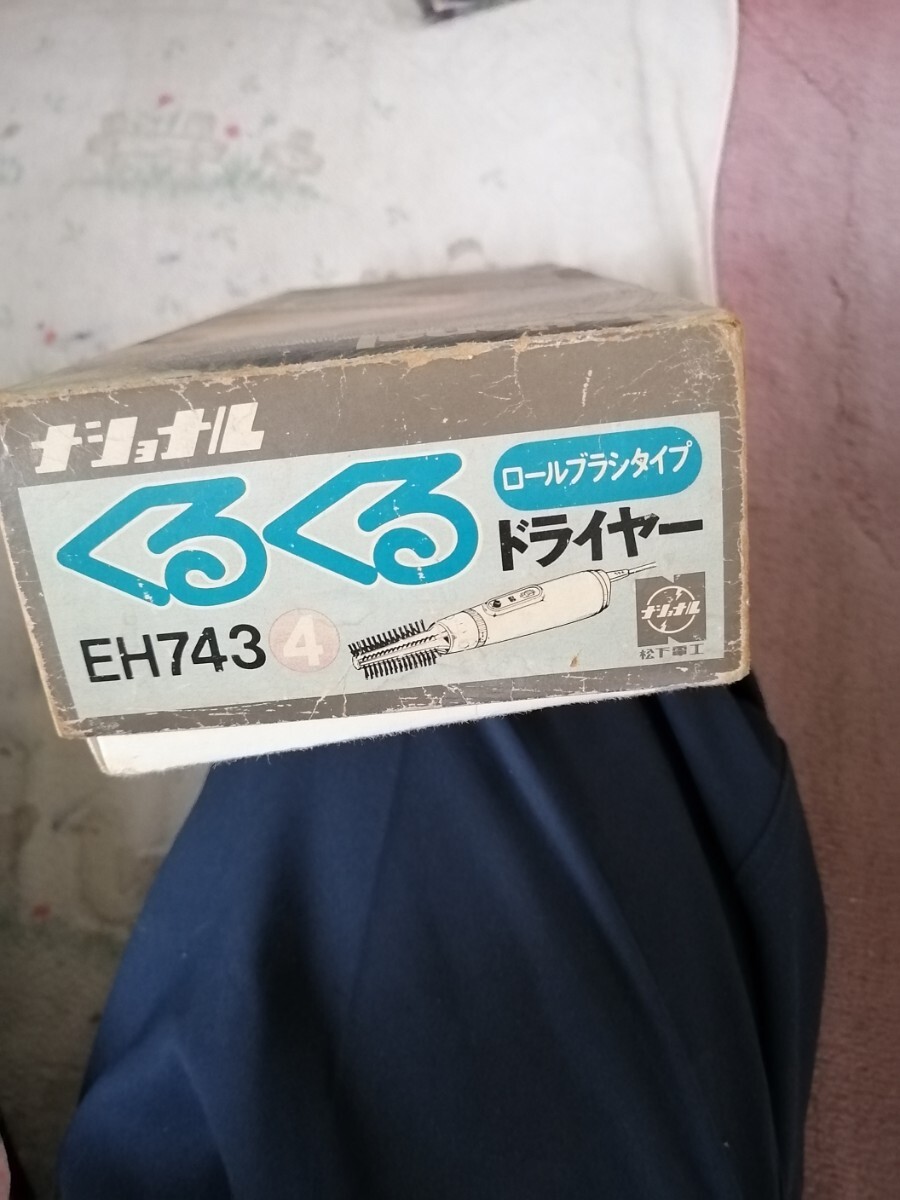 ナショナル
くるくる
ロールブラシタイプ
ドライヤー
EH743 4
ナショナル
松下電工